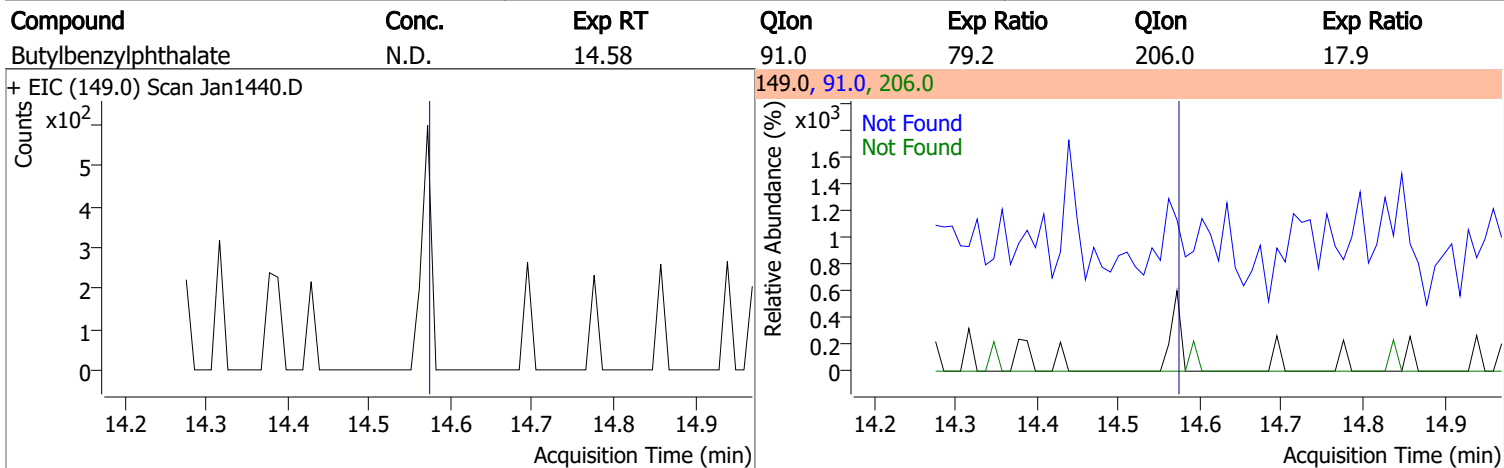 Compound Conc. Exp RT QIon Exp Ratio QIon Exp Ratio
Butylbenzylphthalate N.D. 14.58 91.0 79.2 206.0 17.9
+ EIC (149.0) Scan Jan1440.D
Counts
x10²
5
4
3
2
1
0
14.2 14.3 14.4 14.5 14.6 14.7 14.8 14.9
Acquisition Time (min)
149.0, 91.0, 206.0
Relative Abundance (%)
x10³
Not Found
Not Found
1.6
1.4
1.2
1
0.8
0.6
0.4
0.2
0
14.2 14.3 14.4 14.5 14.6 14.7 14.8 14.9
Acquisition Time (min)